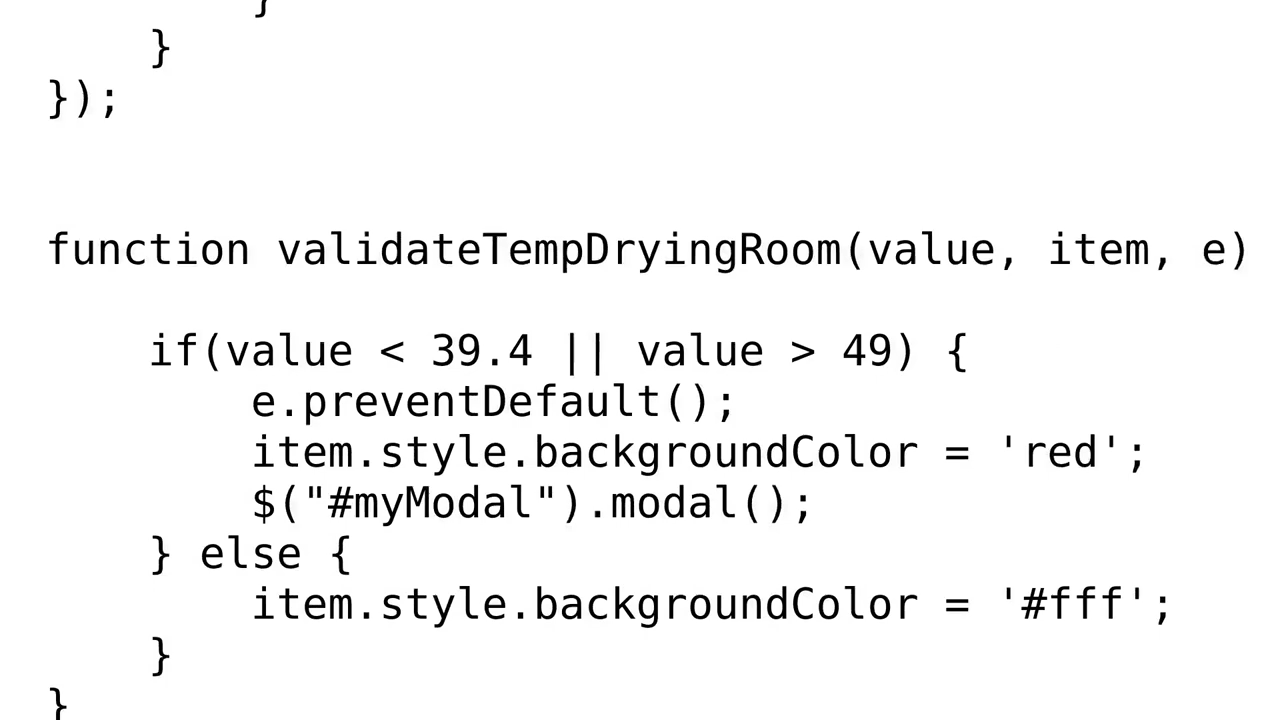 }
}
});
function validateTempDryingRoom(value, item, e)
if(value < 39.4 || value > 49) {
e.preventDefault();
item.style.backgroundColor = 'red';
$("#myModal").modal();
} else {
item.style.backgroundColor = '#fff';
}
}